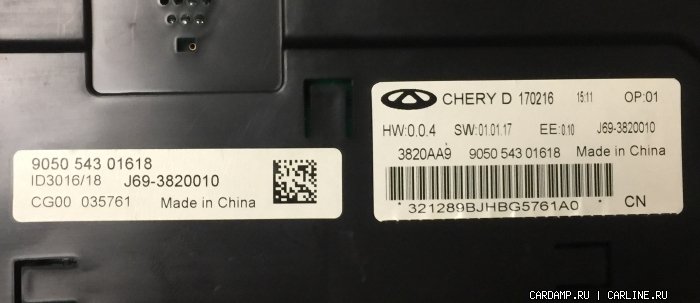 9050 543 01618
ID3016/18 J69-3820010
CG00 035761 Made in China
CHERY D 170216 15:11 OP:01
HW:0.0.4 SW:01.01.17 EE:0.10 J69-3820010
3820AA9 9050 543 01618 Made in China
*321289BJHBG5761A0* CN
CARDAMP.RU | CARLINE.RU